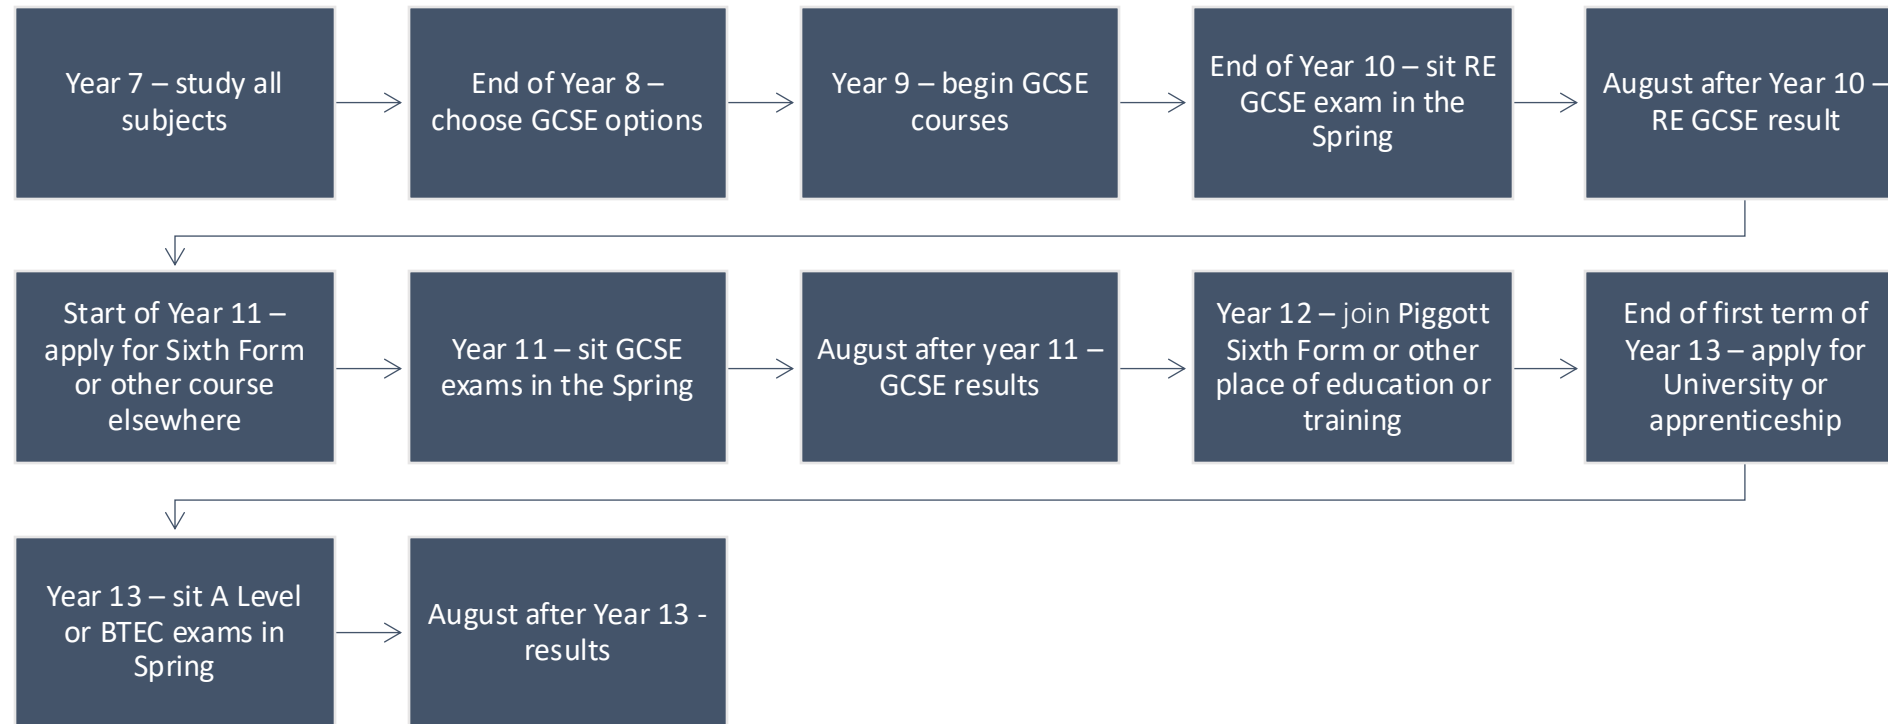 Year 7 – study all
subjects
End of Year 8 –
choose GCSE options
Year 9 – begin GCSE
courses
End of Year 10 – sit RE
GCSE exam in the
Spring
August after Year 10 –
RE GCSE result
Start of Year 11 –
apply for Sixth Form
or other course
elsewhere
Year 11 – sit GCSE
exams in the Spring
August after year 11 –
GCSE results
Year 12 – join Piggott
Sixth Form or other
place of education or
training
End of first term of
Year 13 – apply for
University or
apprenticeship
Year 13 – sit A Level
or BTEC exams in
Spring
August after Year 13 -
results